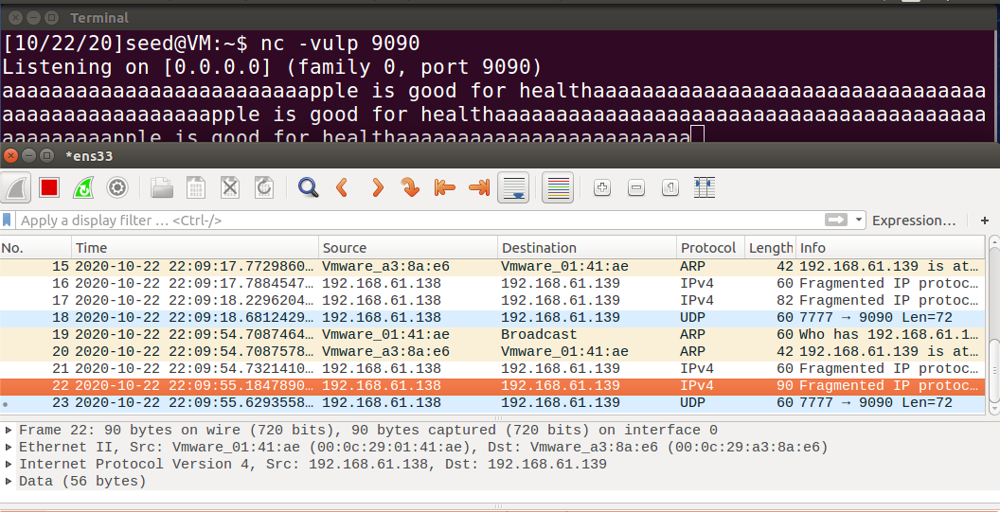 Terminal
[10/22/20]seed@VM:~$ nc -vulp 9090
Listening on [0.0.0.0] (family 0, port 9090)
aaaaaaaaaaaaaaaaaaaaaaaaapple is good for healthaaaaaaaaaaaaaaaaaaaaaaaaaaaaaaaa
aaaaaaaaaaaaaaaaapple is good for healthaaaaaaaaaaaaaaaaaaaaaaaaaaaaaaaaaaaaaaaa
aaaaaaaaapple is good for healthaaaaaaaaaaaaaaaaaaaaaaaa
*ens33
Apply a display filter … <Ctrl-/>
Expression…
+
No. Time Source Destination Protocol Length Info
15 2020-10-22 22:09:17.7729860… Vmware_a3:8a:e6 Vmware_01:41:ae ARP 42 192.168.61.139 is at…
16 2020-10-22 22:09:17.7884547… 192.168.61.138 192.168.61.139 IPv4 60 Fragmented IP protoc…
17 2020-10-22 22:09:18.2296204… 192.168.61.138 192.168.61.139 IPv4 82 Fragmented IP protoc…
18 2020-10-22 22:09:18.6812429… 192.168.61.138 192.168.61.139 UDP 60 7777 → 9090 Len=72
19 2020-10-22 22:09:54.7087464… Vmware_01:41:ae Broadcast ARP 60 Who has 192.168.61.1…
20 2020-10-22 22:09:54.7087578… Vmware_a3:8a:e6 Vmware_01:41:ae ARP 42 192.168.61.139 is at…
21 2020-10-22 22:09:54.7321410… 192.168.61.138 192.168.61.139 IPv4 60 Fragmented IP protoc…
22 2020-10-22 22:09:55.1847890… 192.168.61.138 192.168.61.139 IPv4 90 Fragmented IP protoc…
23 2020-10-22 22:09:55.6293558… 192.168.61.138 192.168.61.139 UDP 60 7777 → 9090 Len=72
Frame 22: 90 bytes on wire (720 bits), 90 bytes captured (720 bits) on interface 0
Ethernet II, Src: Vmware_01:41:ae (00:0c:29:01:41:ae), Dst: Vmware_a3:8a:e6 (00:0c:29:a3:8a:e6)
Internet Protocol Version 4, Src: 192.168.61.138, Dst: 192.168.61.139
Data (56 bytes)